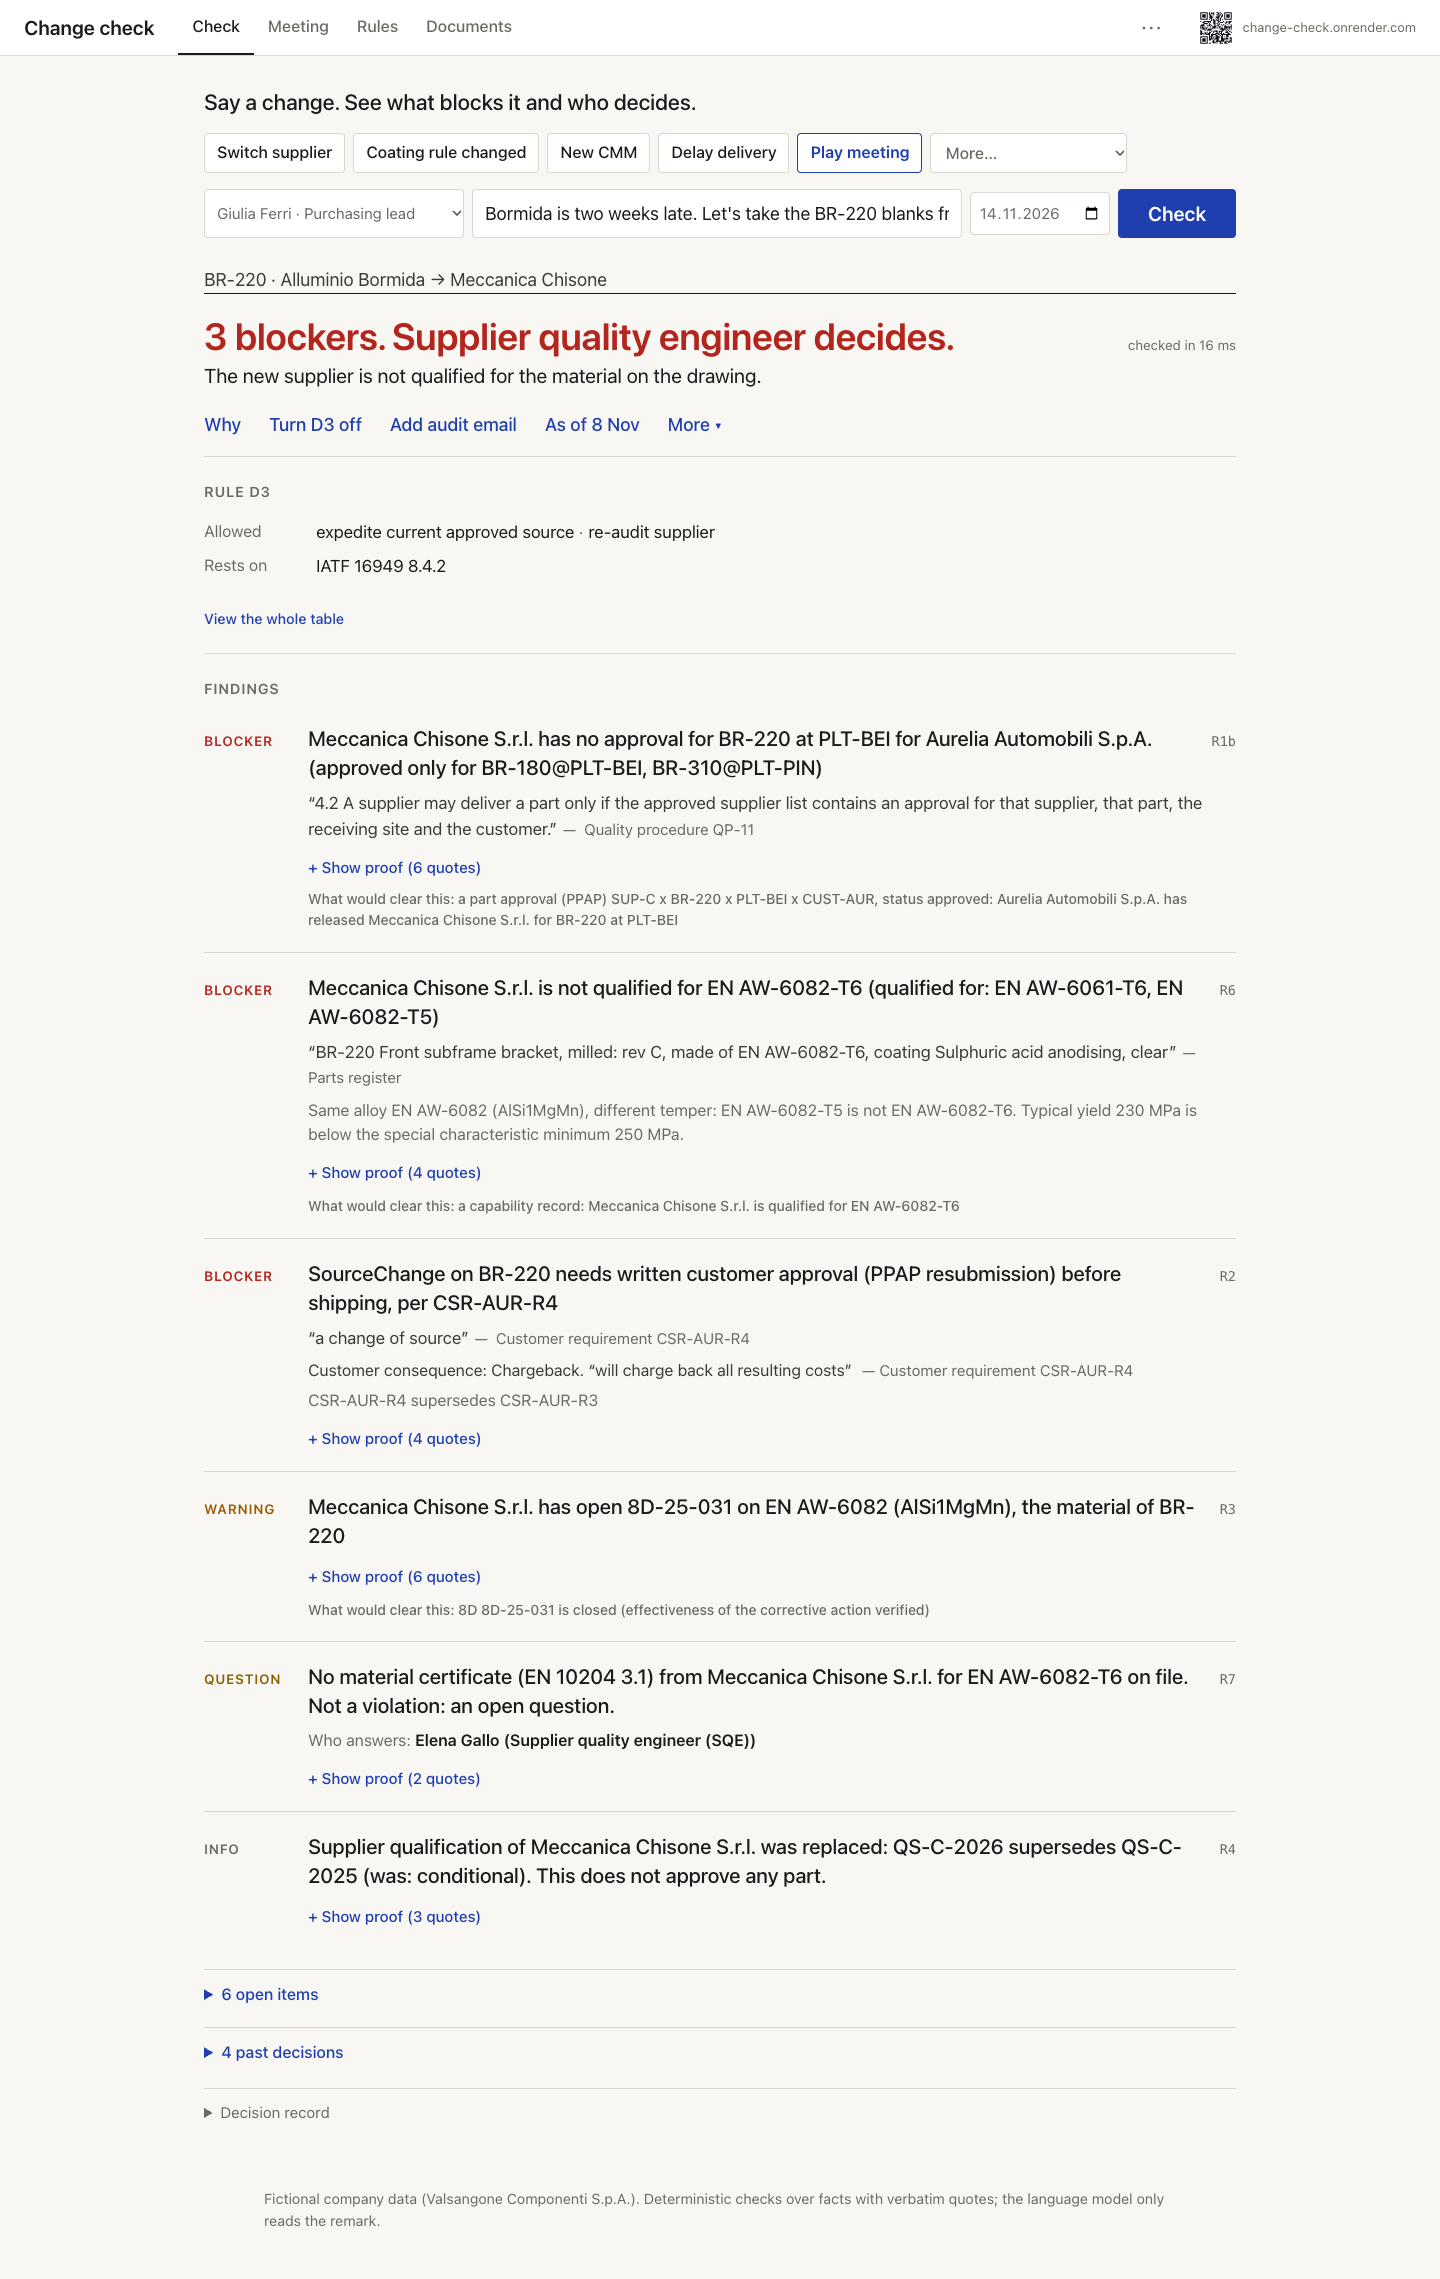 Change check
Check
Meeting
Rules
Documents
...
change-check.onrender.com
Say a change. See what blocks it and who decides.
Switch supplier
Coating rule changed
New CMM
Delay delivery
Play meeting
More...
Giulia Ferri · Purchasing lead
Bormida is two weeks late. Let's take the BR-220 blanks fr
14.11.2026
Check
BR-220 · Alluminio Bormida → Meccanica Chisone
3 blockers. Supplier quality engineer decides.
checked in 16 ms
The new supplier is not qualified for the material on the drawing.
Why
Turn D3 off
Add audit email
As of 8 Nov
More ▾
RULE D3
Allowed
expedite current approved source · re-audit supplier
Rests on
IATF 16949 8.4.2
View the whole table
FINDINGS
BLOCKER
Meccanica Chisone S.r.l. has no approval for BR-220 at PLT-BEI for Aurelia Automobili S.p.A.
(approved only for BR-180@PLT-BEI, BR-310@PLT-PIN)
R1b
“4.2 A supplier may deliver a part only if the approved supplier list contains an approval for that supplier, that part, the
receiving site and the customer.” — Quality procedure QP-11
+ Show proof (6 quotes)
What would clear this: a part approval (PPAP) SUP-C x BR-220 x PLT-BEI x CUST-AUR, status approved: Aurelia Automobili S.p.A. has
released Meccanica Chisone S.r.l. for BR-220 at PLT-BEI
BLOCKER
Meccanica Chisone S.r.l. is not qualified for EN AW-6082-T6 (qualified for: EN AW-6061-T6, EN
AW-6082-T5)
R6
“BR-220 Front subframe bracket, milled: rev C, made of EN AW-6082-T6, coating Sulphuric acid anodising, clear” —
Parts register
Same alloy EN AW-6082 (AlSi1MgMn), different temper: EN AW-6082-T5 is not EN AW-6082-T6. Typical yield 230 MPa is
below the special characteristic minimum 250 MPa.
+ Show proof (4 quotes)
What would clear this: a capability record: Meccanica Chisone S.r.l. is qualified for EN AW-6082-T6
BLOCKER
SourceChange on BR-220 needs written customer approval (PPAP resubmission) before
shipping, per CSR-AUR-R4
R2
“a change of source” — Customer requirement CSR-AUR-R4
Customer consequence: Chargeback. “will charge back all resulting costs” — Customer requirement CSR-AUR-R4
CSR-AUR-R4 supersedes CSR-AUR-R3
+ Show proof (4 quotes)
WARNING
Meccanica Chisone S.r.l. has open 8D-25-031 on EN AW-6082 (AlSi1MgMn), the material of BR-
220
R3
+ Show proof (6 quotes)
What would clear this: 8D 8D-25-031 is closed (effectiveness of the corrective action verified)
QUESTION
No material certificate (EN 10204 3.1) from Meccanica Chisone S.r.l. for EN AW-6082-T6 on file.
Not a violation: an open question.
R7
Who answers: Elena Gallo (Supplier quality engineer (SQE))
+ Show proof (2 quotes)
INFO
Supplier qualification of Meccanica Chisone S.r.l. was replaced: QS-C-2026 supersedes QS-C-
2025 (was: conditional). This does not approve any part.
R4
+ Show proof (3 quotes)
▶ 6 open items
▶ 4 past decisions
▶ Decision record
Fictional company data (Valsangone Componenti S.p.A.). Deterministic checks over facts with verbatim quotes; the language model only
reads the remark.